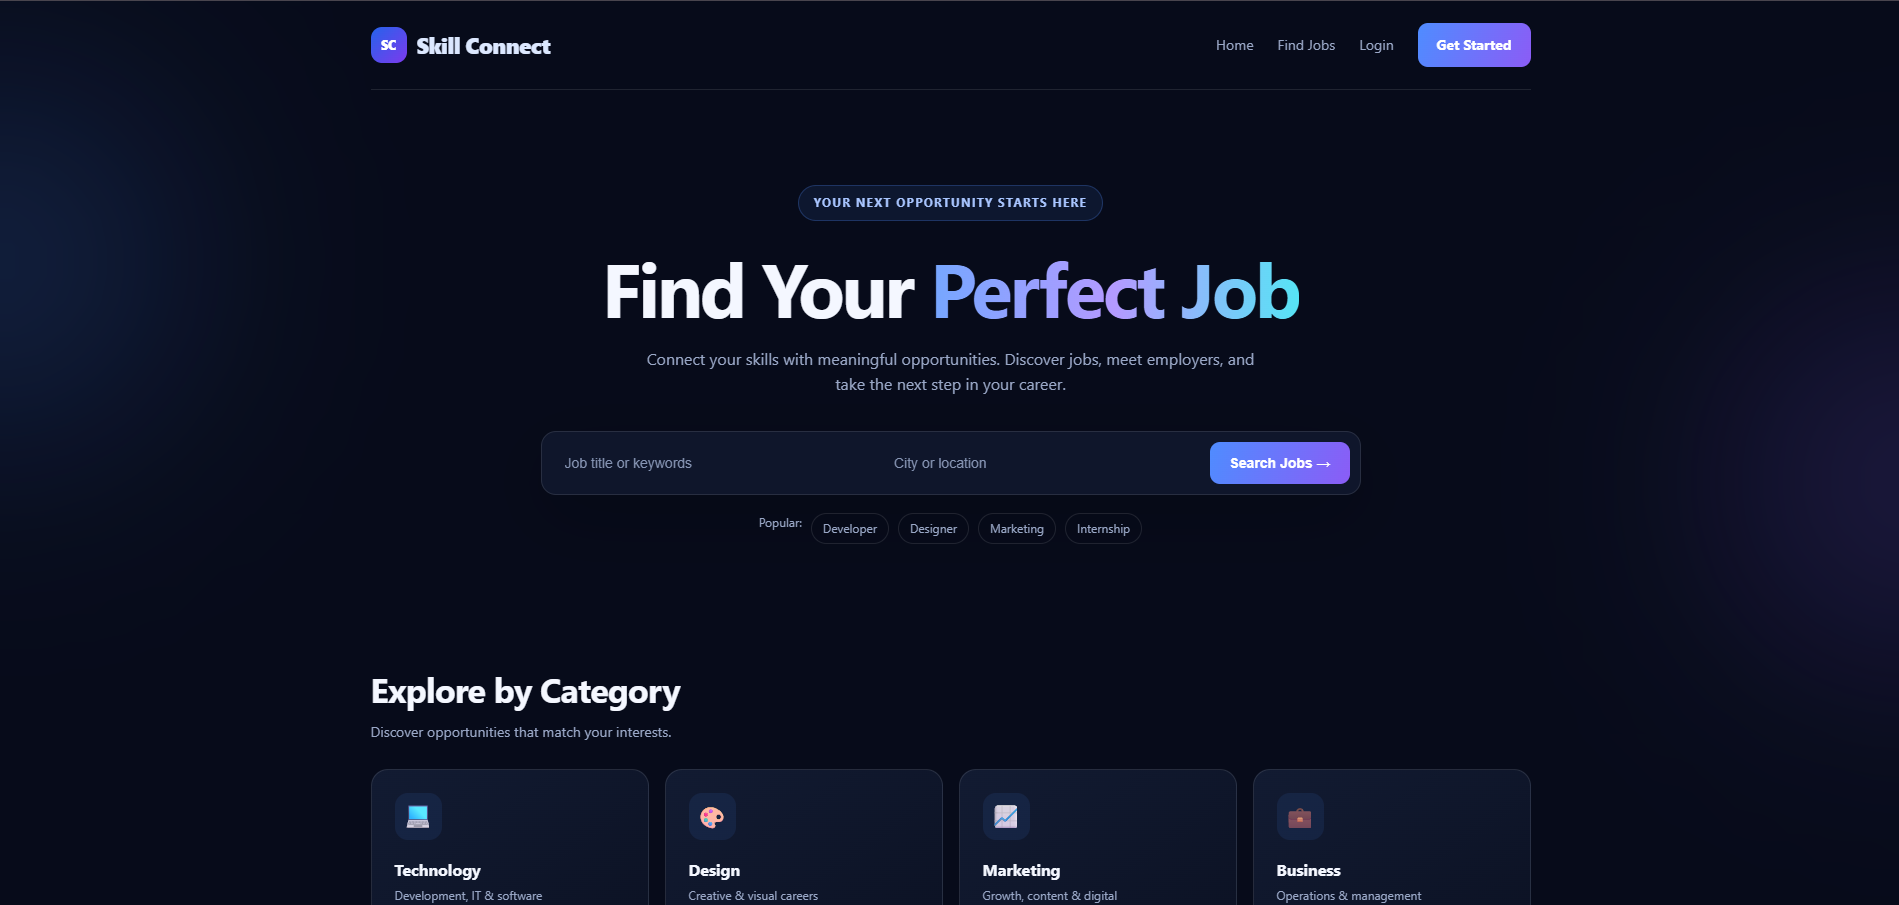 SC Skill Connect
Home Find Jobs Login Get Started
YOUR NEXT OPPORTUNITY STARTS HERE
Find Your Perfect Job
Connect your skills with meaningful opportunities. Discover jobs, meet employers, and
take the next step in your career.
Job title or keywords City or location Search Jobs →
Popular: Developer Designer Marketing Internship
Explore by Category
Discover opportunities that match your interests.
Technology
Development, IT & software
Design
Creative & visual careers
Marketing
Growth, content & digital
Business
Operations & management